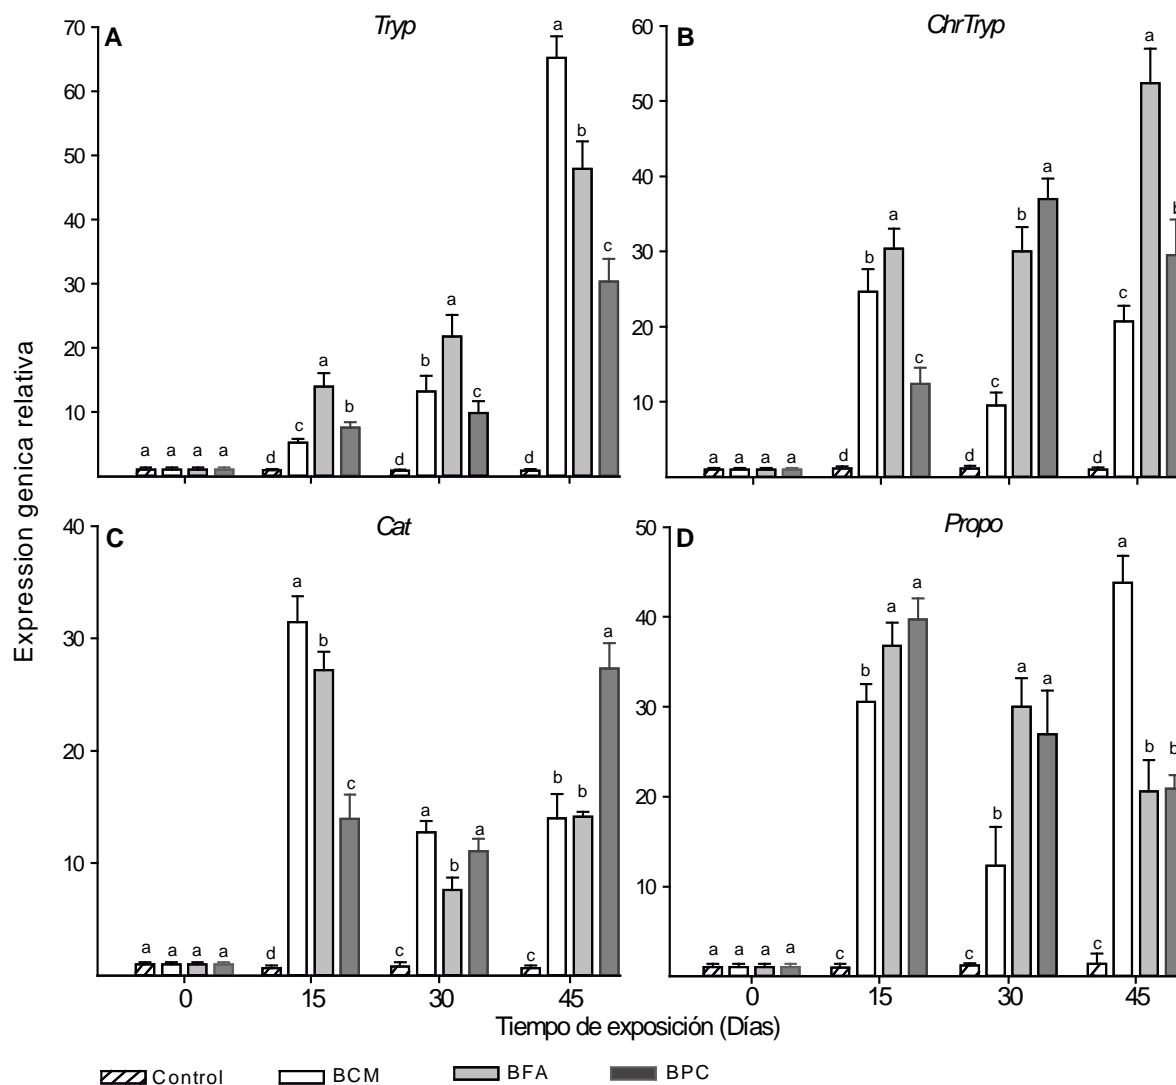 A
Tryp
70
60
50
40
30
20
10
a a a a
d c a b
d b a c
d a b c
B
ChrTryp
60
50
40
30
20
10
a a a a
d b a c
d c b a
d c a b
Expression genica relativa
C
Cat
40
30
20
10
a a a a
d a b c
c a b a
c b b a
0 15 30 45
D
Propo
50
40
30
20
10
a a a a
c b a a
c b a a
c a b b
0 15 30 45
Tiempo de exposición (Días)
Control BCM BFA BPC